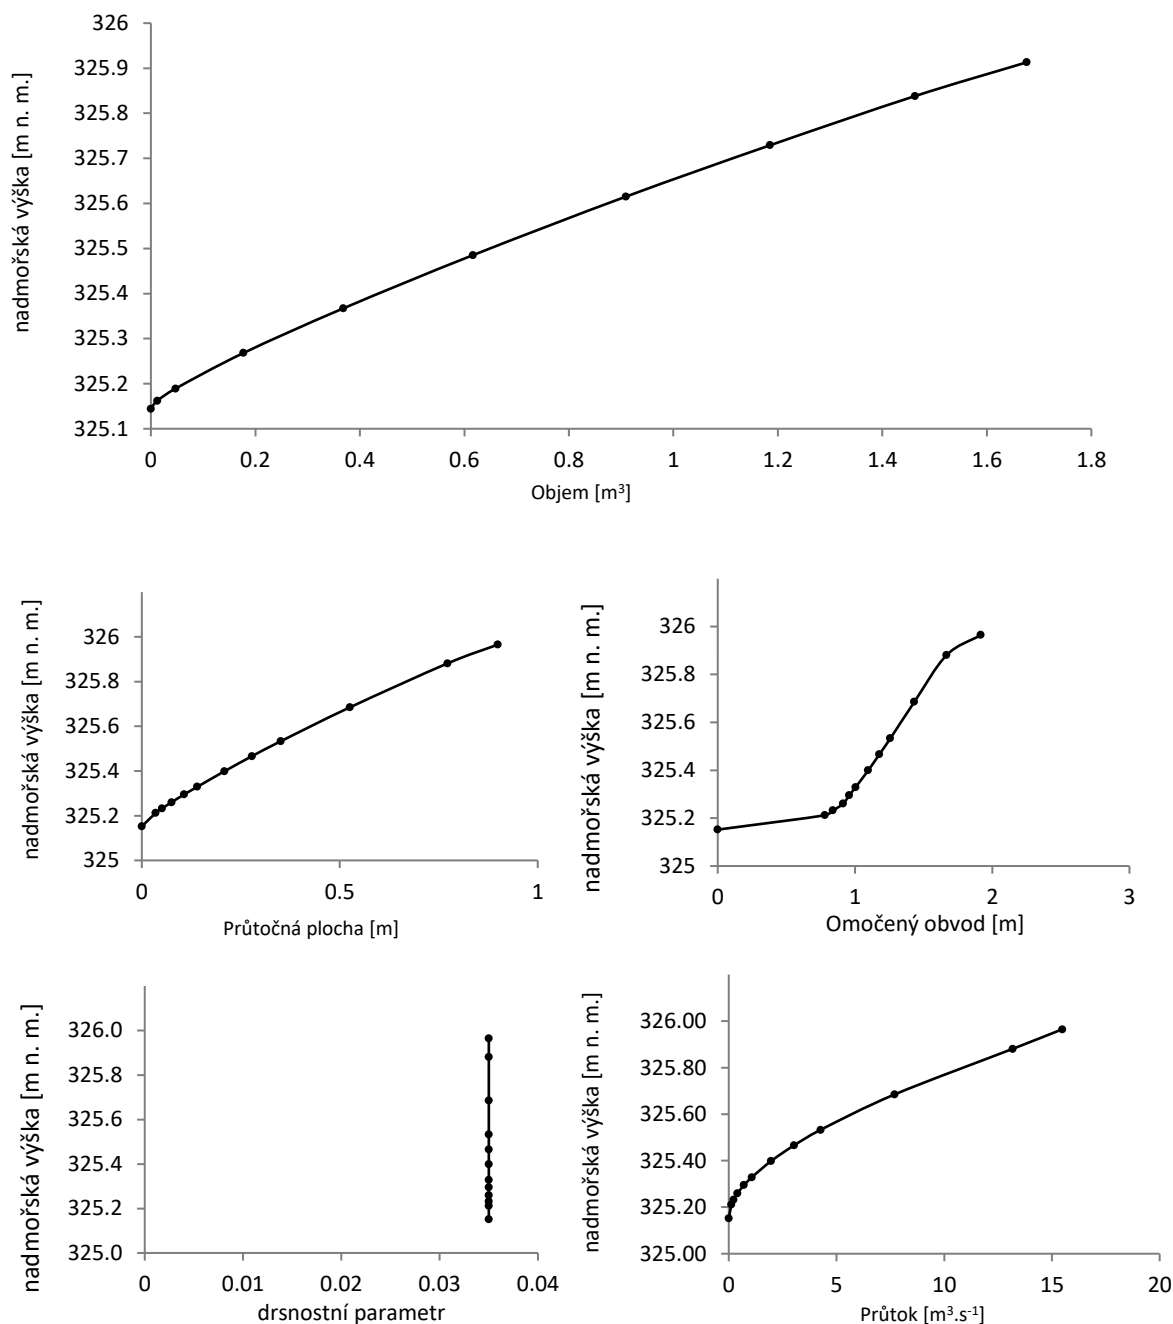 nadmořská výška [m n. m.]
326
325.9
325.8
325.7
325.6
325.5
325.4
325.3
325.2
325.1
0 0.2 0.4 0.6 0.8 1 1.2 1.4 1.6 1.8
Objem [m³]
nadmořská výška [m n. m.]
326
325.8
325.6
325.4
325.2
325
0 0.5 1
Průtočná plocha [m]
nadmořská výška [m n. m.]
326
325.8
325.6
325.4
325.2
325
0 1 2 3
Omočený obvod [m]
nadmořská výška [m n. m.]
326.0
325.8
325.6
325.4
325.2
325.0
0 0.01 0.02 0.03 0.04
drsnostní parametr
nadmořská výška [m n. m.]
326.00
325.80
325.60
325.40
325.20
325.00
0 5 10 15 20
Průtok [m³.s⁻¹]